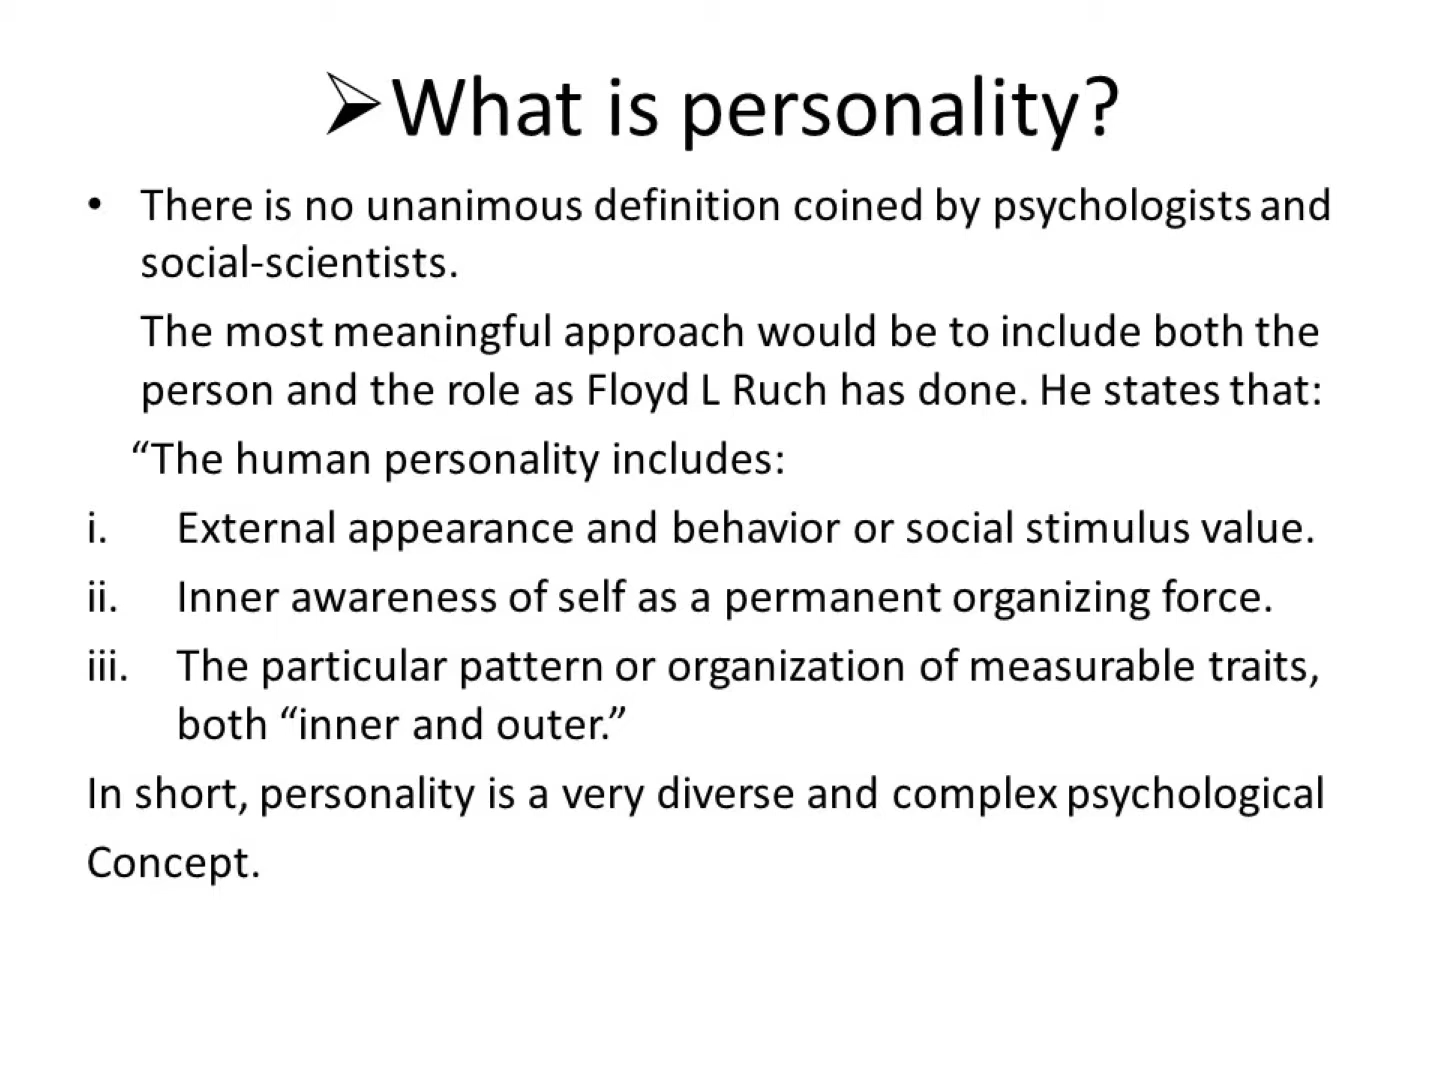 ➢What is personality?
• There is no unanimous definition coined by psychologists and
social-scientists.
The most meaningful approach would be to include both the
person and the role as Floyd L Ruch has done. He states that:
“The human personality includes:
i. External appearance and behavior or social stimulus value.
ii. Inner awareness of self as a permanent organizing force.
iii. The particular pattern or organization of measurable traits,
both “inner and outer.”
In short, personality is a very diverse and complex psychological
Concept.